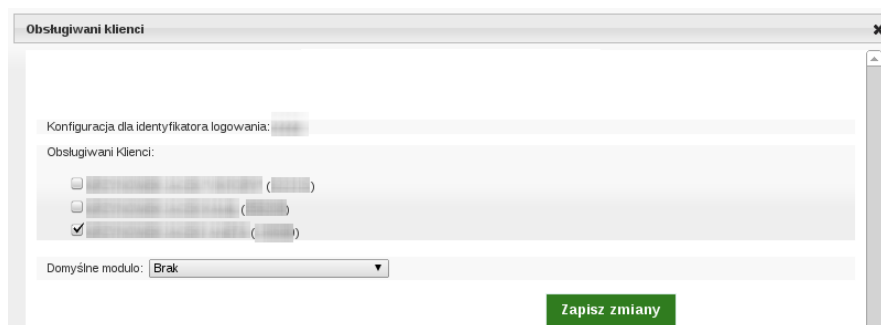 Obsługiwani klienci
Konfiguracja dla identyfikatora logowania:
Obsługiwani Klienci:
( )
( )
( )
Domyślne modulo: Brak
Zapisz zmiany